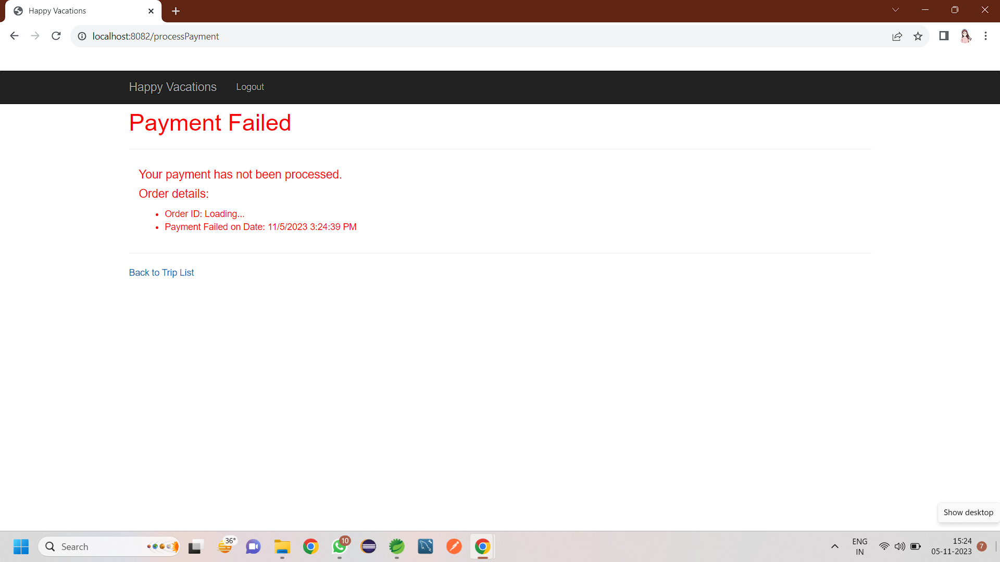 Happy Vacations
localhost:8082/processPayment
Happy Vacations Logout
Payment Failed
Your payment has not been processed.
Order details:
• Order ID: Loading...
• Payment Failed on Date: 11/5/2023 3:24:39 PM
Back to Trip List
Show desktop
Search
36°
10
ENG
IN
15:24
05-11-2023
7